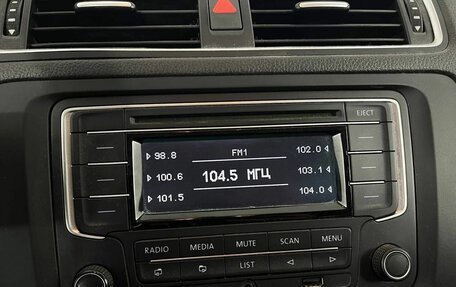 EJECT
98.8 FM1 102.0
100.6 104.5 МГЦ 103.1
101.5 104.0
RADIO MEDIA MUTE SCAN MENU
LIST